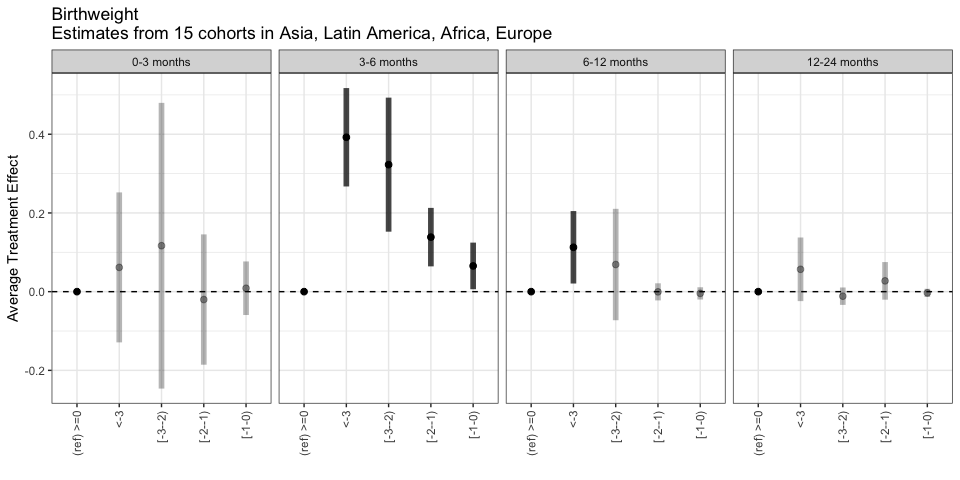 Birthweight
Estimates from 15 cohorts in Asia, Latin America, Africa, Europe
0-3 months
3-6 months
6-12 months
12-24 months
Average Treatment Effect
0.4
0.2
0.0
-0.2
(ref) >=0
<-3
[-3--2)
[-2--1)
[-1-0)
(ref) >=0
<-3
[-3--2)
[-2--1)
[-1-0)
(ref) >=0
<-3
[-3--2)
[-2--1)
[-1-0)
(ref) >=0
<-3
[-3--2)
[-2--1)
[-1-0)